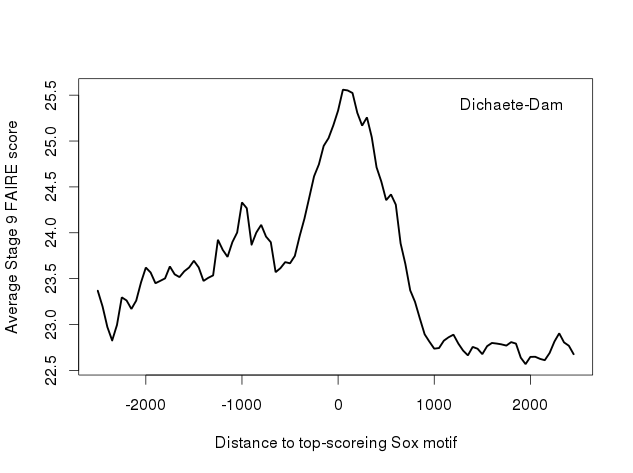 Dichaete-Dam
Average Stage 9 FAIRE score
25.5
25.0
24.5
24.0
23.5
23.0
22.5
-2000 -1000 0 1000 2000
Distance to top-scoreing Sox motif